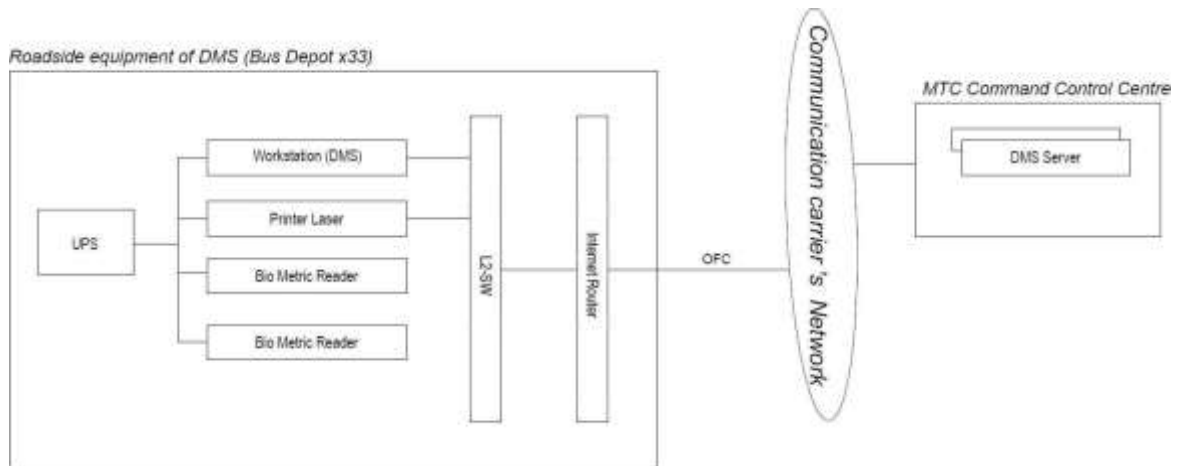 Roadside equipment of DMS (Bus Depot x33)
Communication carrier 's Network
MTC Command Control Centre
Workstation (DMS)
DMS Server
Printer Laser
UPS
L2-SW
Internet Router
OFC
Bio Metric Reader
Bio Metric Reader